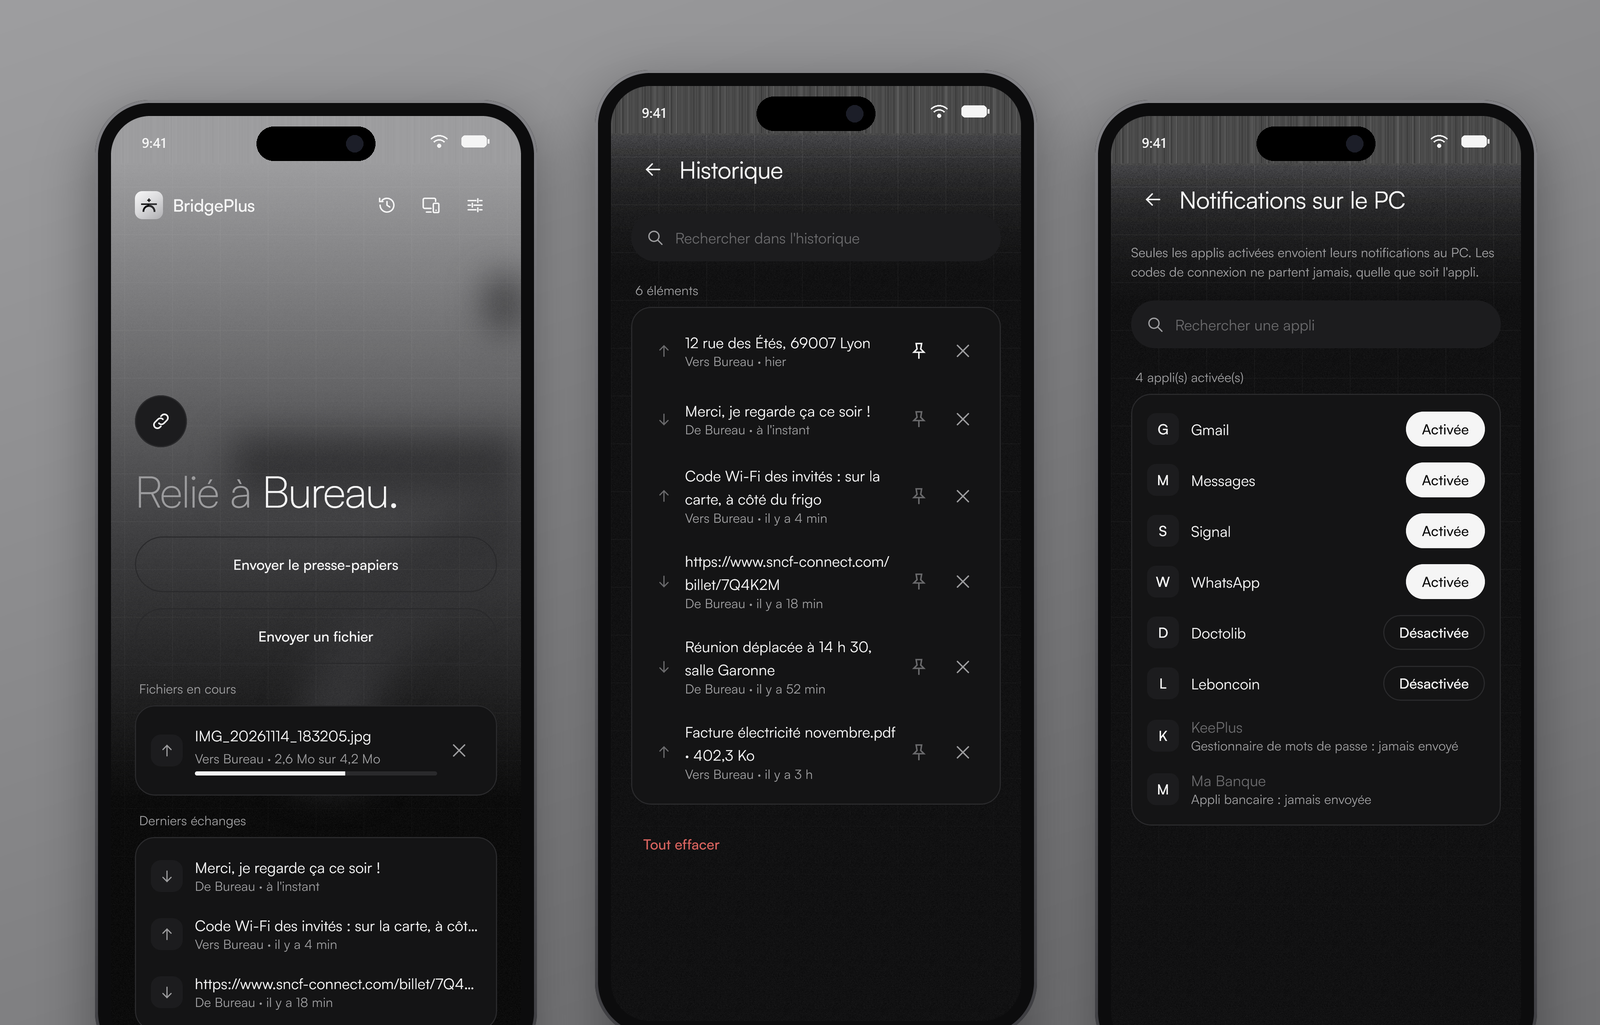 9:41
BridgePlus
Relié à Bureau.
Envoyer le presse-papiers
Envoyer un fichier
Fichiers en cours
IMG_20261114_183205.jpg
Vers Bureau · 2,6 Mo sur 4,2 Mo
Derniers échanges
Merci, je regarde ça ce soir !
De Bureau · à l'instant
Code Wi-Fi des invités : sur la carte, à côt...
Vers Bureau · il y a 4 min
https://www.sncf-connect.com/billet/7Q4...
De Bureau · il y a 18 min
9:41
Historique
Rechercher dans l'historique
6 éléments
12 rue des Étés, 69007 Lyon
Vers Bureau · hier
Merci, je regarde ça ce soir !
De Bureau · à l'instant
Code Wi-Fi des invités : sur la
carte, à côté du frigo
Vers Bureau · il y a 4 min
https://www.sncf-connect.com/
billet/7Q4K2M
De Bureau · il y a 18 min
Réunion déplacée à 14 h 30,
salle Garonne
De Bureau · il y a 52 min
Facture électricité novembre.pdf
· 402,3 Ko
Vers Bureau · il y a 3 h
Tout effacer
9:41
Notifications sur le PC
Seules les applis activées envoient leurs notifications au PC. Les
codes de connexion ne partent jamais, quelle que soit l'appli.
Rechercher une appli
4 appli(s) activée(s)
G Gmail Activée
M Messages Activée
S Signal Activée
W WhatsApp Activée
D Doctolib Désactivée
L Leboncoin Désactivée
K KeePlus
Gestionnaire de mots de passe : jamais envoyé
M Ma Banque
Appli bancaire : jamais envoyée